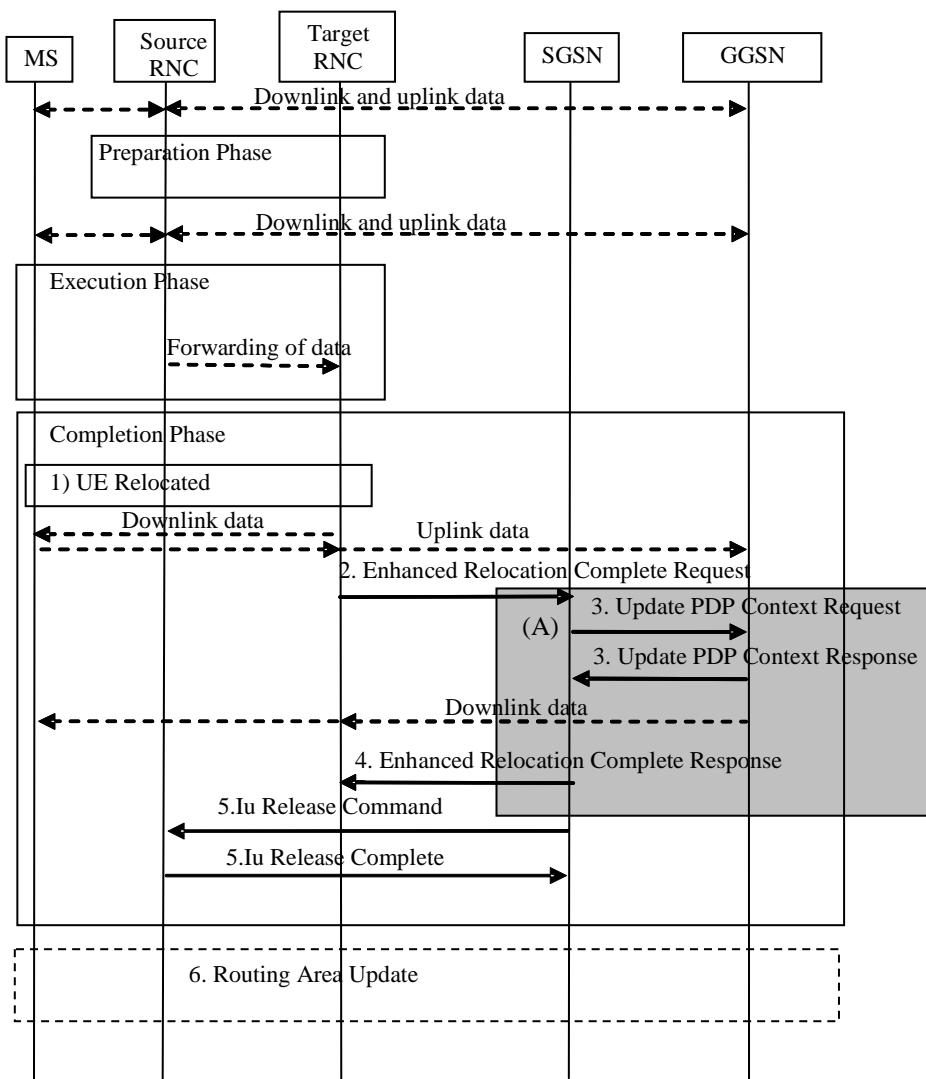 MS
Source
RNC
Target
RNC
SGSN
GGSN
Downlink and uplink data
Preparation Phase
Downlink and uplink data
Execution Phase
Forwarding of data
Completion Phase
1) UE Relocated
Downlink data
Uplink data
2. Enhanced Relocation Complete Request
3. Update PDP Context Request
(A)
3. Update PDP Context Response
Downlink data
4. Enhanced Relocation Complete Response
5.Iu Release Command
5.Iu Release Complete
6. Routing Area Update